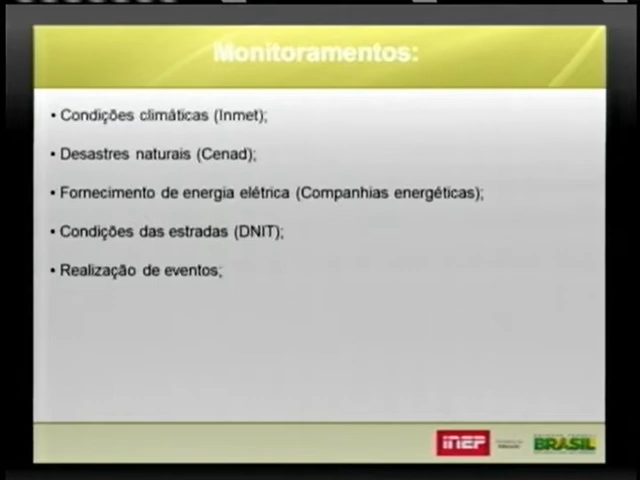 Monitoramentos:
• Condições climáticas (Inmet);
• Desastres naturais (Cenad);
• Fornecimento de energia elétrica (Companhias energéticas);
• Condições das estradas (DNIT);
• Realização de eventos;
INEP
BRASIL